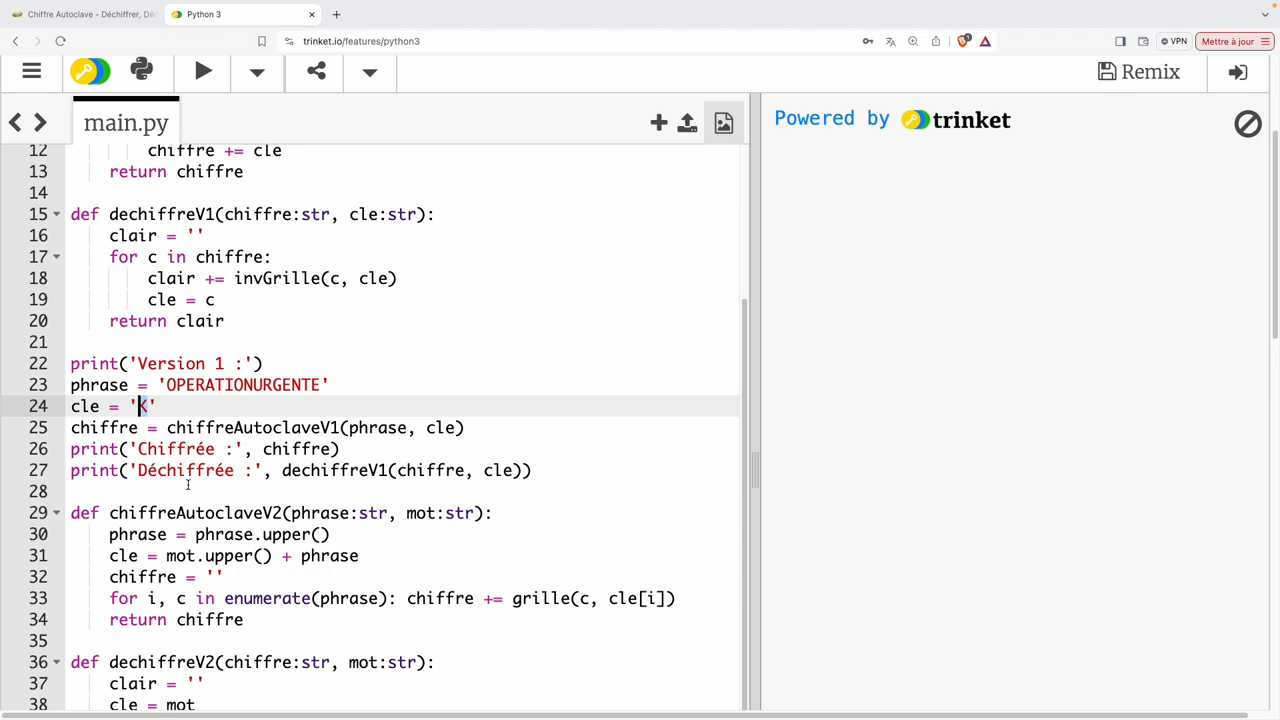 Chiffre Autoclave - Déchiffrer, Dé
Python 3
trinket.io/features/python3
VPN
Mettre à jour
Remix
main.py
Powered by trinket
12 chiffre += cle
13 return chiffre
14
15 def dechiffreV1(chiffre:str, cle:str):
16 clair = ''
17 for c in chiffre:
18 clair += invGrille(c, cle)
19 cle = c
20 return clair
21
22 print('Version 1 :')
23 phrase = 'OPERATIONURGENTE'
24 cle = 'K'
25 chiffre = chiffreAutoclaveV1(phrase, cle)
26 print('Chiffrée :', chiffre)
27 print('Déchiffrée :', dechiffreV1(chiffre, cle))
28
29 def chiffreAutoclaveV2(phrase:str, mot:str):
30 phrase = phrase.upper()
31 cle = mot.upper() + phrase
32 chiffre = ''
33 for i, c in enumerate(phrase): chiffre += grille(c, cle[i])
34 return chiffre
35
36 def dechiffreV2(chiffre:str, mot:str):
37 clair = ''
38 cle = mot